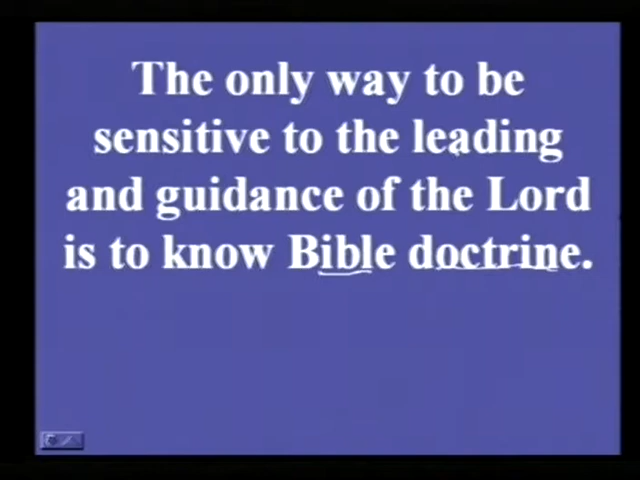 The only way to be
sensitive to the leading
and guidance of the Lord
is to know Bible doctrine.